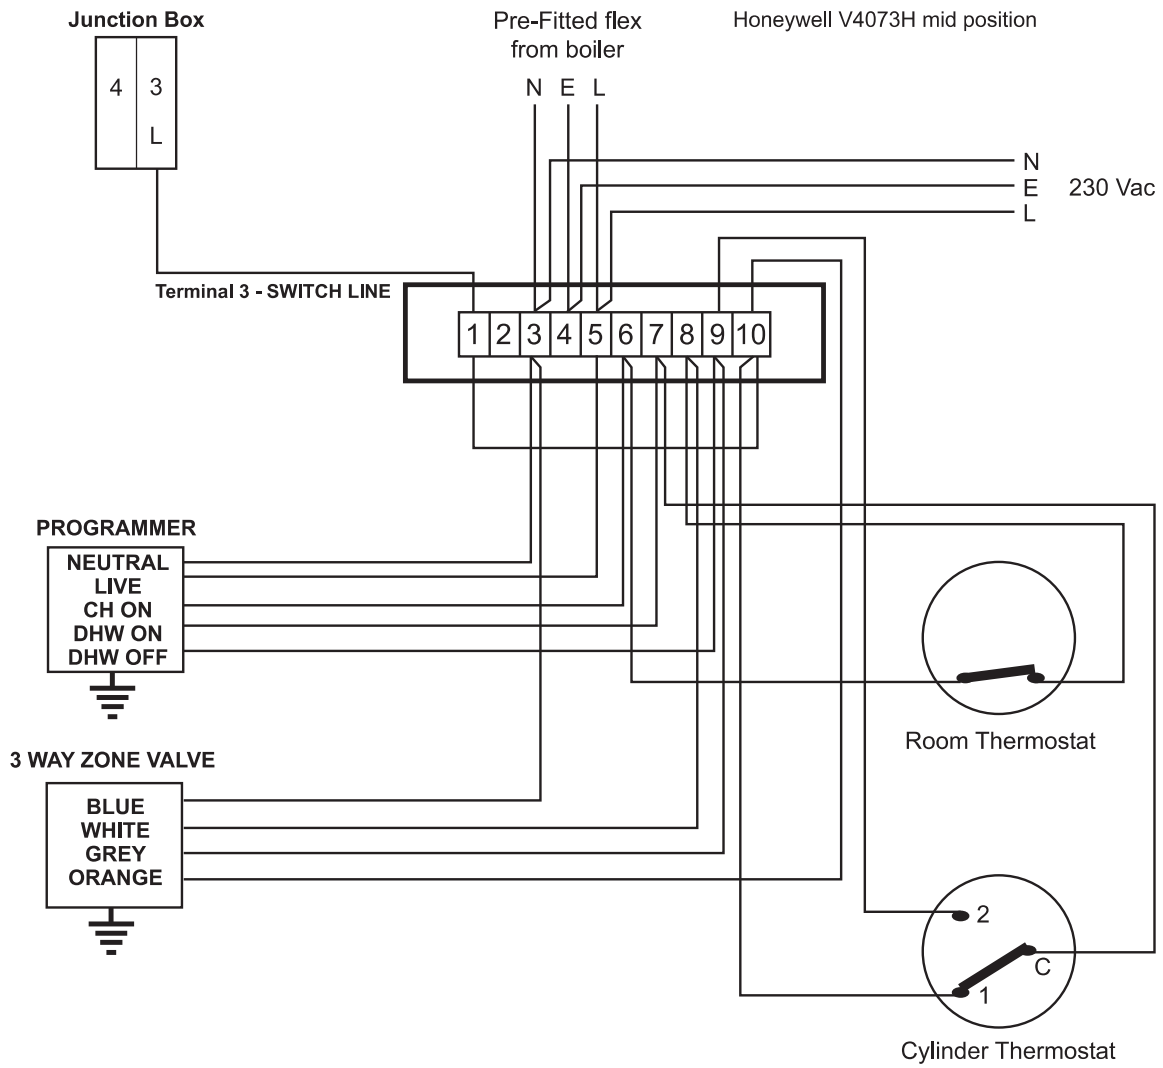 Junction Box
4 3
L
Pre-Fitted flex
from boiler
N E L
Honeywell V4073H mid position
N
E 230 Vac
L
Terminal 3 - SWITCH LINE
1 2 3 4 5 6 7 8 9 10
PROGRAMMER
NEUTRAL
LIVE
CH ON
DHW ON
DHW OFF
Room Thermostat
3 WAY ZONE VALVE
BLUE
WHITE
GREY
ORANGE
2
C
1
Cylinder Thermostat